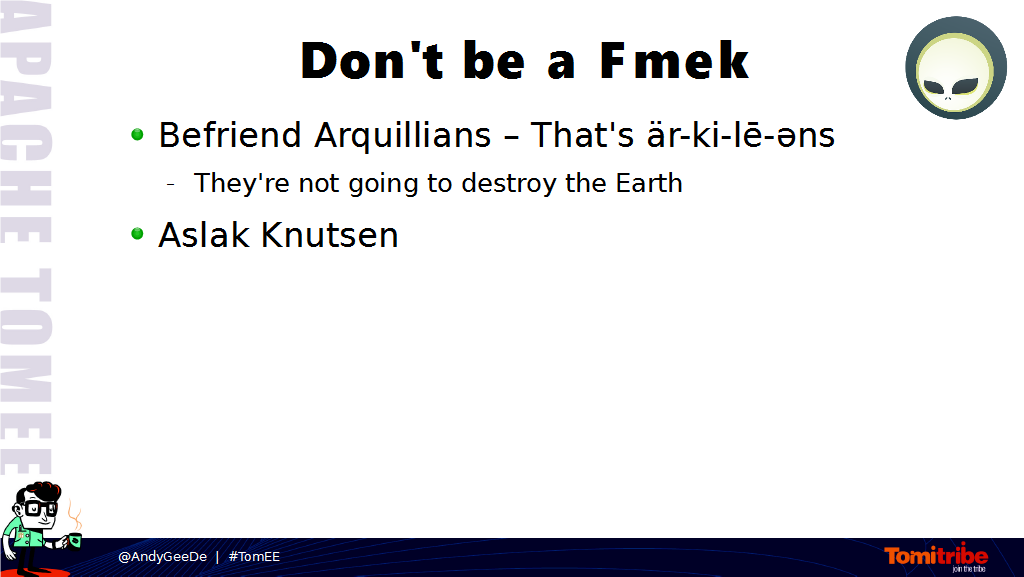 APACHE TOMEE
Don't be a Fmek
Befriend Arquillians – That's är-ki-lē-əns
- They're not going to destroy the Earth
Aslak Knutsen
@AndyGeeDe | #TomEE
Tomitribe
join the tribe